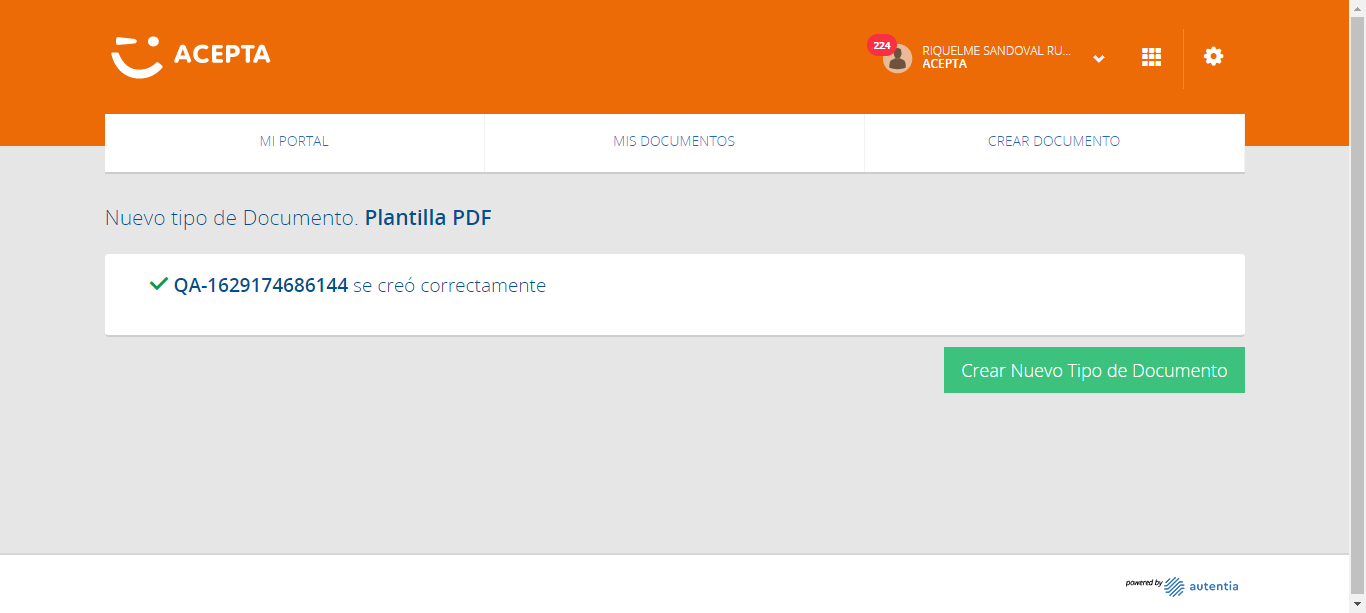 ACEPTA
224
RIQUELME SANDOVAL RU...
ACEPTA
MI PORTAL
MIS DOCUMENTOS
CREAR DOCUMENTO
Nuevo tipo de Documento. Plantilla PDF
QA-1629174686144 se creó correctamente
Crear Nuevo Tipo de Documento
powered by autentia